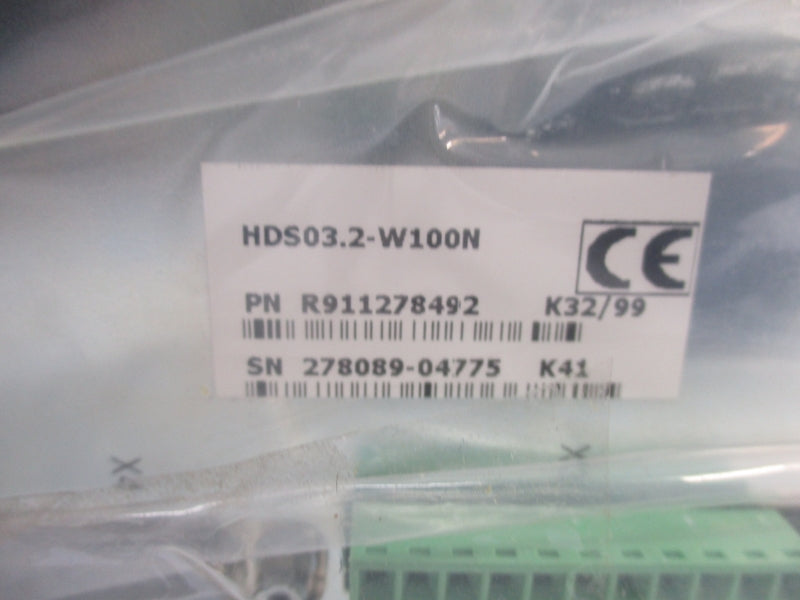 HDS03.2-W100N
CE
PN R911278492 K32/99
SN 278089-04775 K41
X
X